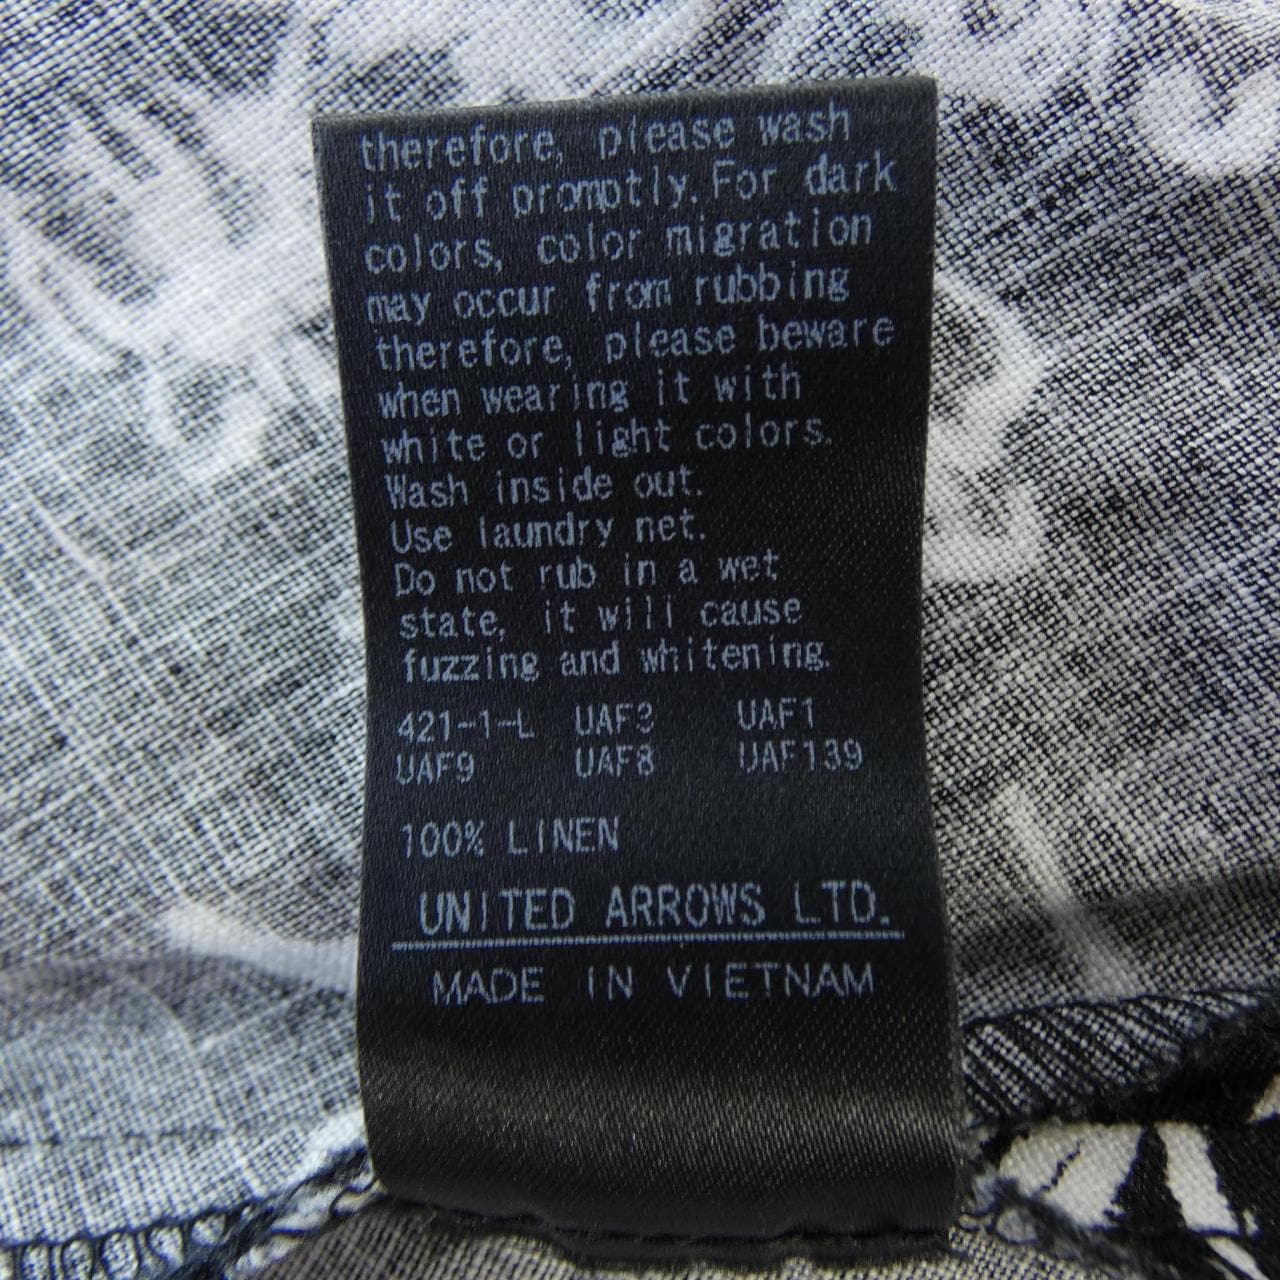 therefore, please wash
it off promptly.For dark
colors, color migration
may occur from rubbing
therefore, please beware
when wearing it with
white or light colors.
Wash inside out.
Use laundry net.
Do not rub in a wet
state, it will cause
fuzzing and whitening.
421-1-L UAF3 UAF1
UAF9 UAF8 UAF139
100% LINEN
UNITED ARROWS LTD.
MADE IN VIETNAM